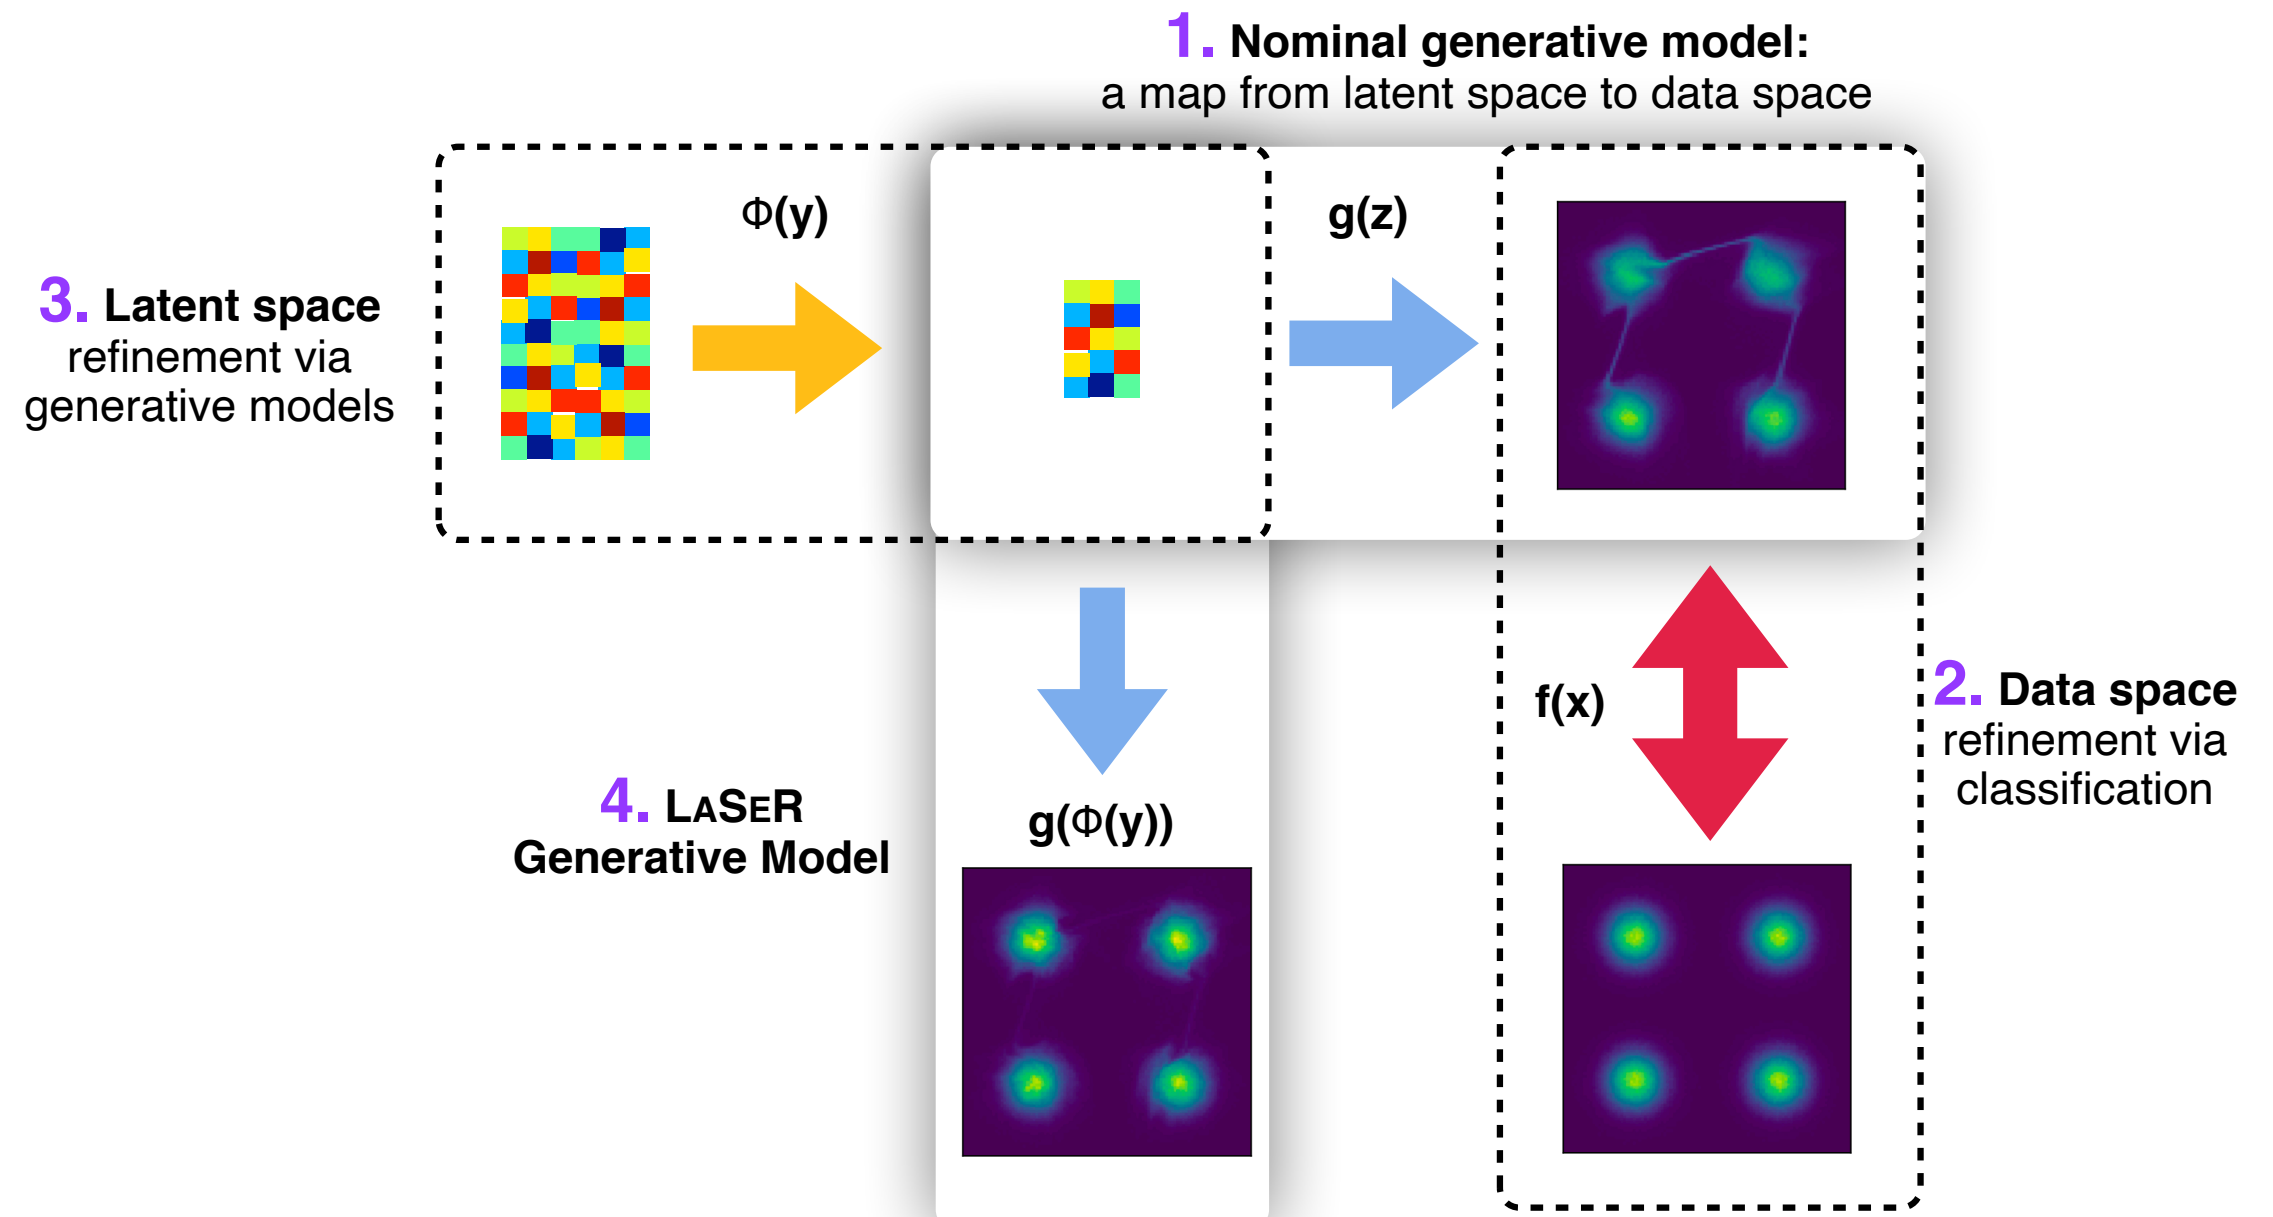 1. Nominal generative model:
a map from latent space to data space
Φ(y)
g(z)
3. Latent space
refinement via
generative models
f(x)
2. Data space
refinement via
classification
4. LASER
Generative Model
g(Φ(y))